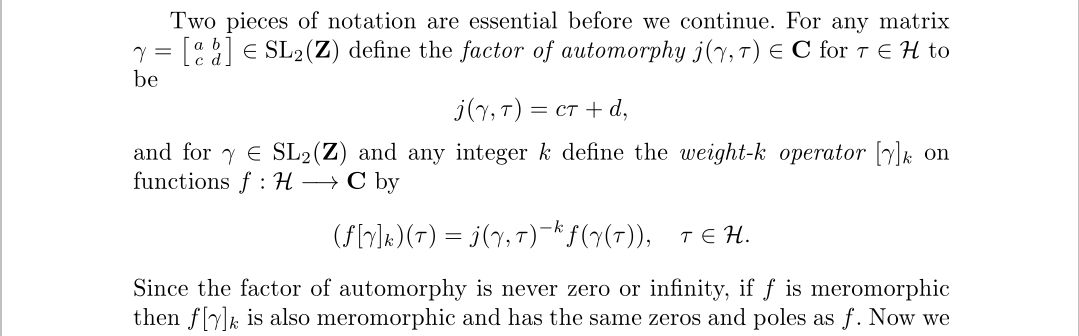 Two pieces of notation are essential before we continue. For any matrix
γ = [a b c d] ∈ SL₂(Z) define the factor of automorphy j(γ, τ) ∈ C for τ ∈ ℋ to
be
j(γ, τ) = cτ + d,
and for γ ∈ SL₂(Z) and any integer k define the weight-k operator [γ]ₖ on
functions f : ℋ ⟶ C by
(f[γ]ₖ)(τ) = j(γ, τ)⁻ᵏf(γ(τ)), τ ∈ ℋ.
Since the factor of automorphy is never zero or infinity, if f is meromorphic
then f[γ]ₖ is also meromorphic and has the same zeros and poles as f. Now we